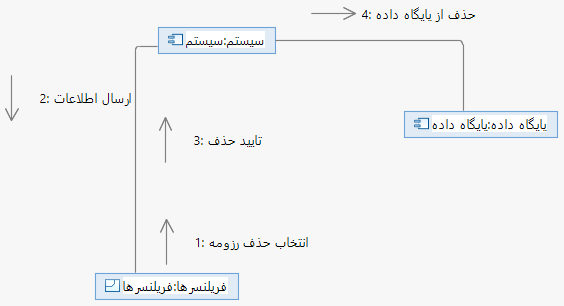 4: حذف از پایگاه داده
سیستم:سیستم
2: ارسال اطلاعات
پایگاه داده:پایگاه داده
3: تایید حذف
1: انتخاب حذف رزومه
فریلنسرها:فریلنسرها